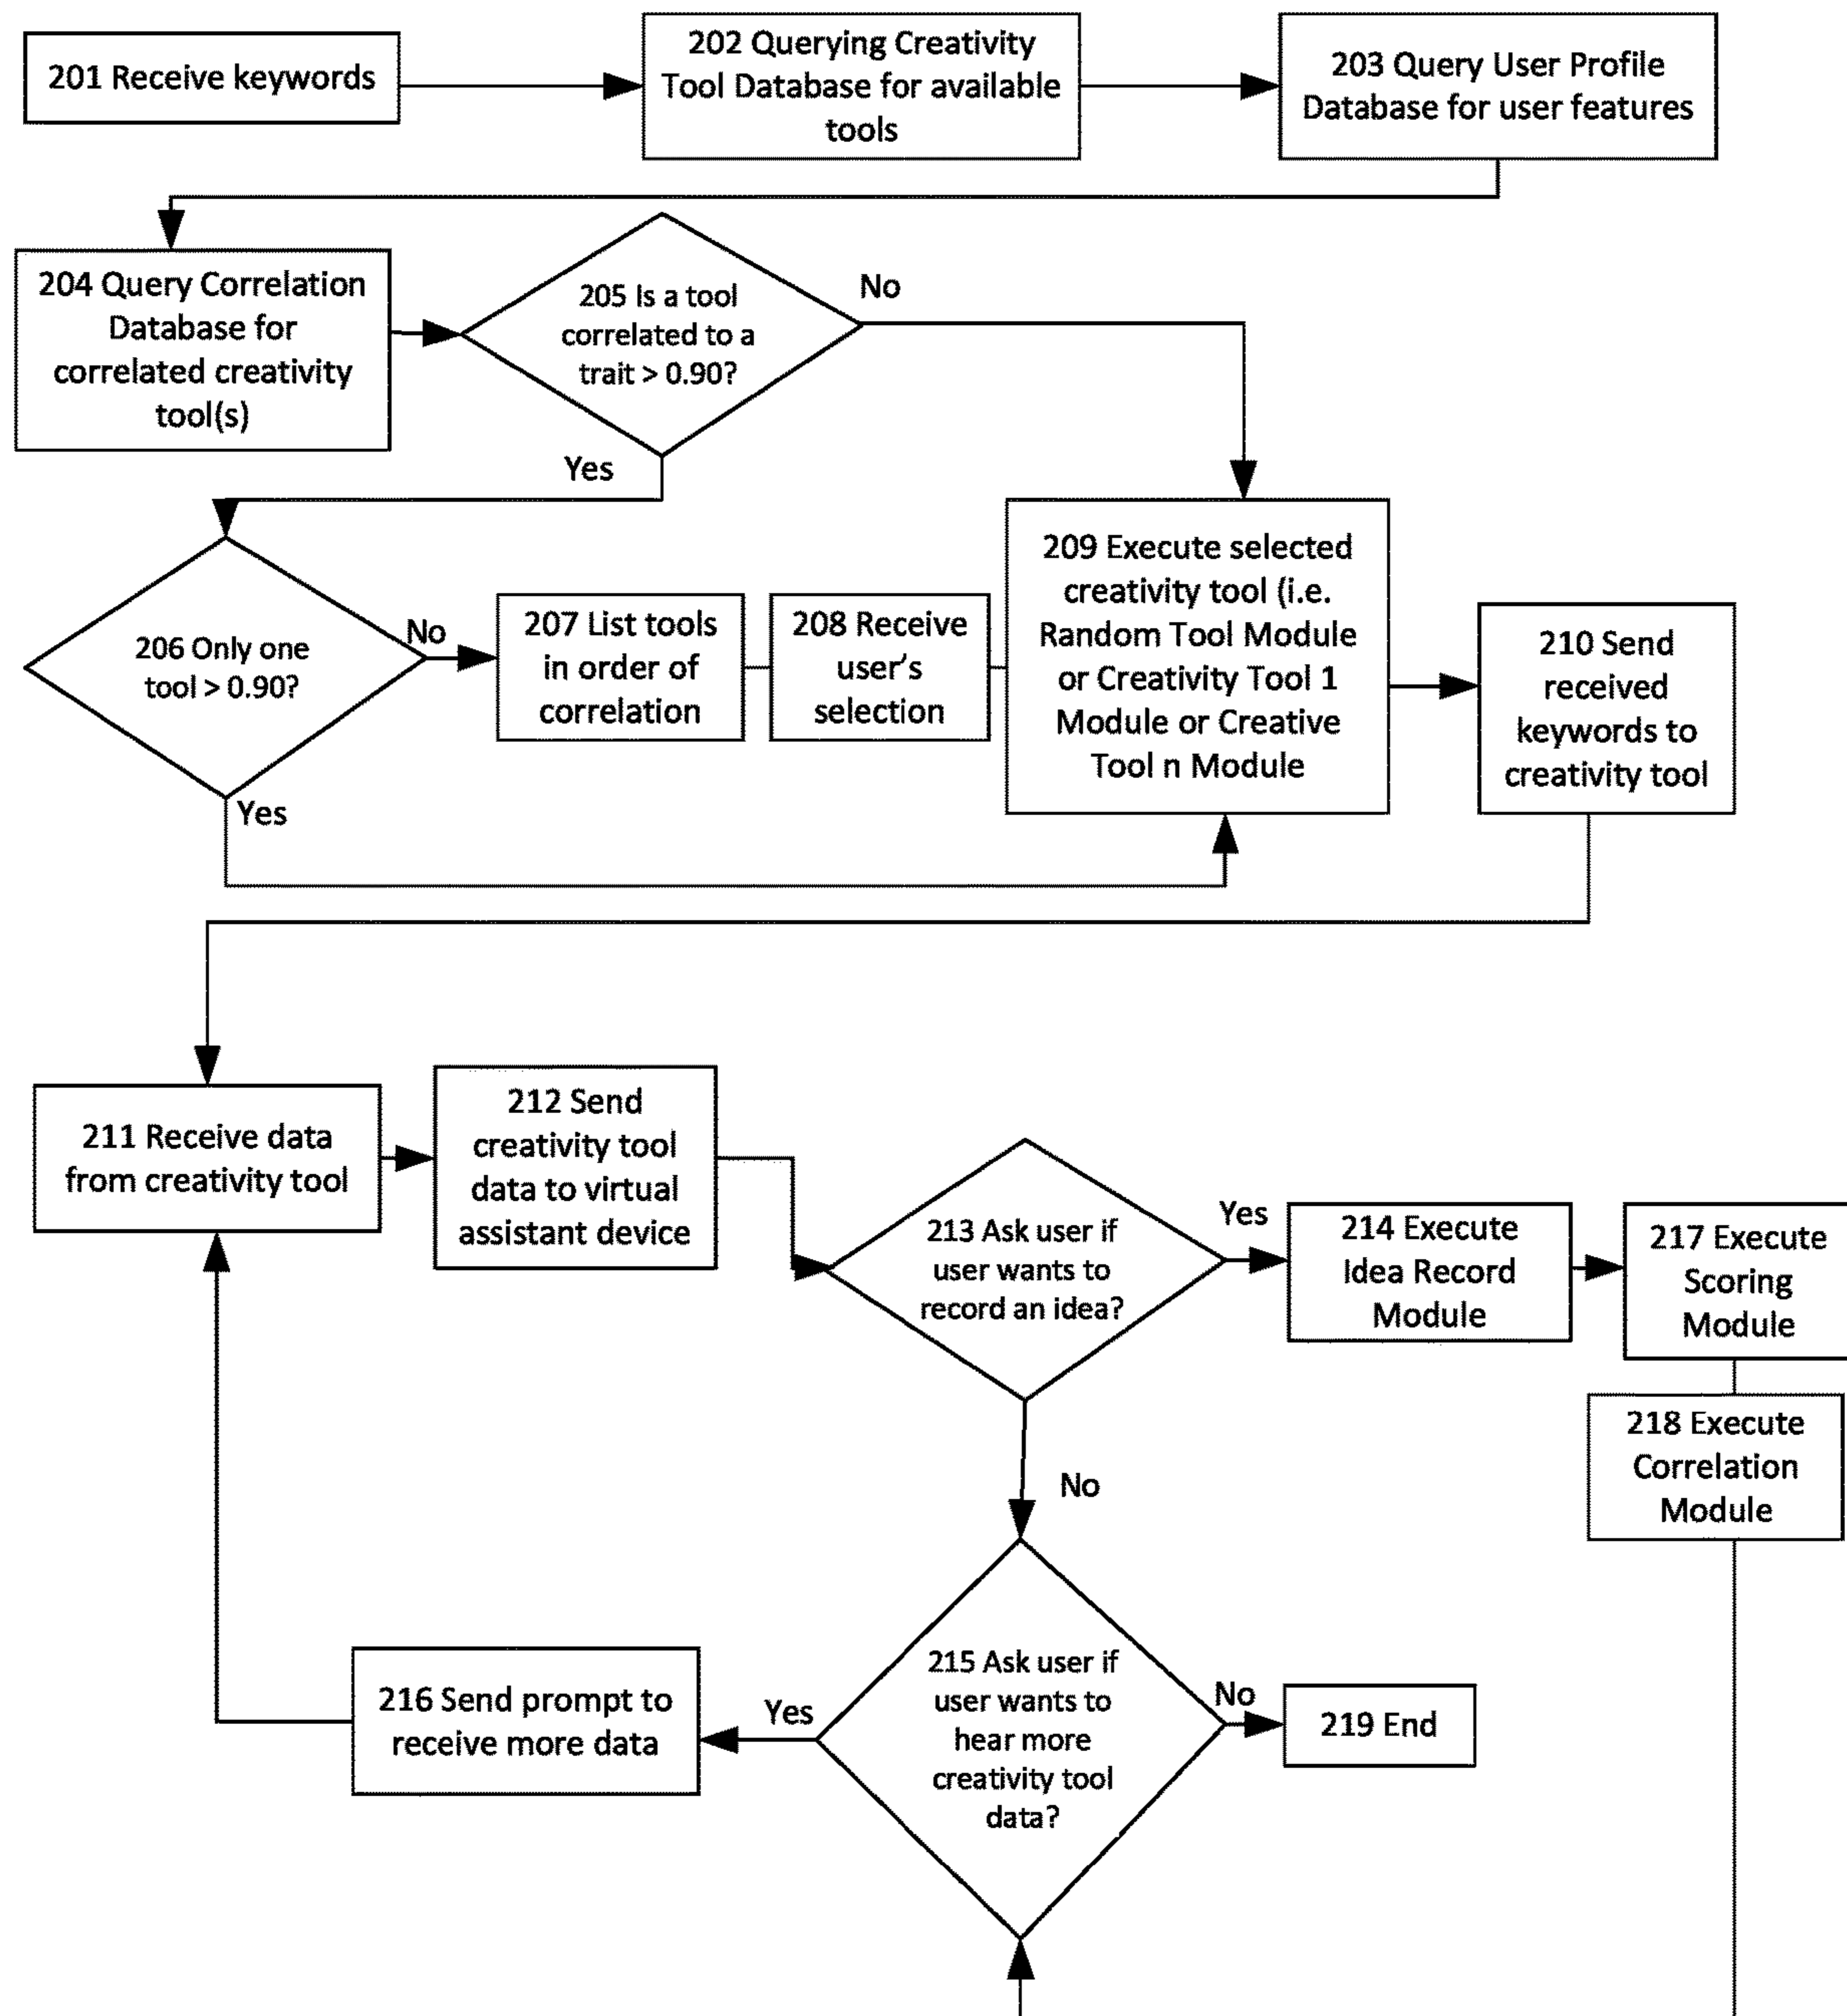 201 Receive keywords
202 Querying Creativity
Tool Database for available
tools
203 Query User Profile
Database for user features
204 Query Correlation
Database for
correlated creativity
tool(s)
205 Is a tool
correlated to a
trait > 0.90?
No
Yes
206 Only one
tool > 0.90?
No
Yes
207 List tools
in order of
correlation
208 Receive
user's
selection
209 Execute selected
creativity tool (i.e.
Random Tool Module
or Creativity Tool 1
Module or Creative
Tool n Module
210 Send
received
keywords to
creativity tool
211 Receive data
from creativity tool
212 Send
creativity tool
data to virtual
assistant device
213 Ask user if
user wants to
record an idea?
Yes
No
214 Execute
Idea Record
Module
217 Execute
Scoring
Module
218 Execute
Correlation
Module
215 Ask user if
user wants to
hear more
creativity tool
data?
Yes
No
216 Send prompt to
receive more data
219 End